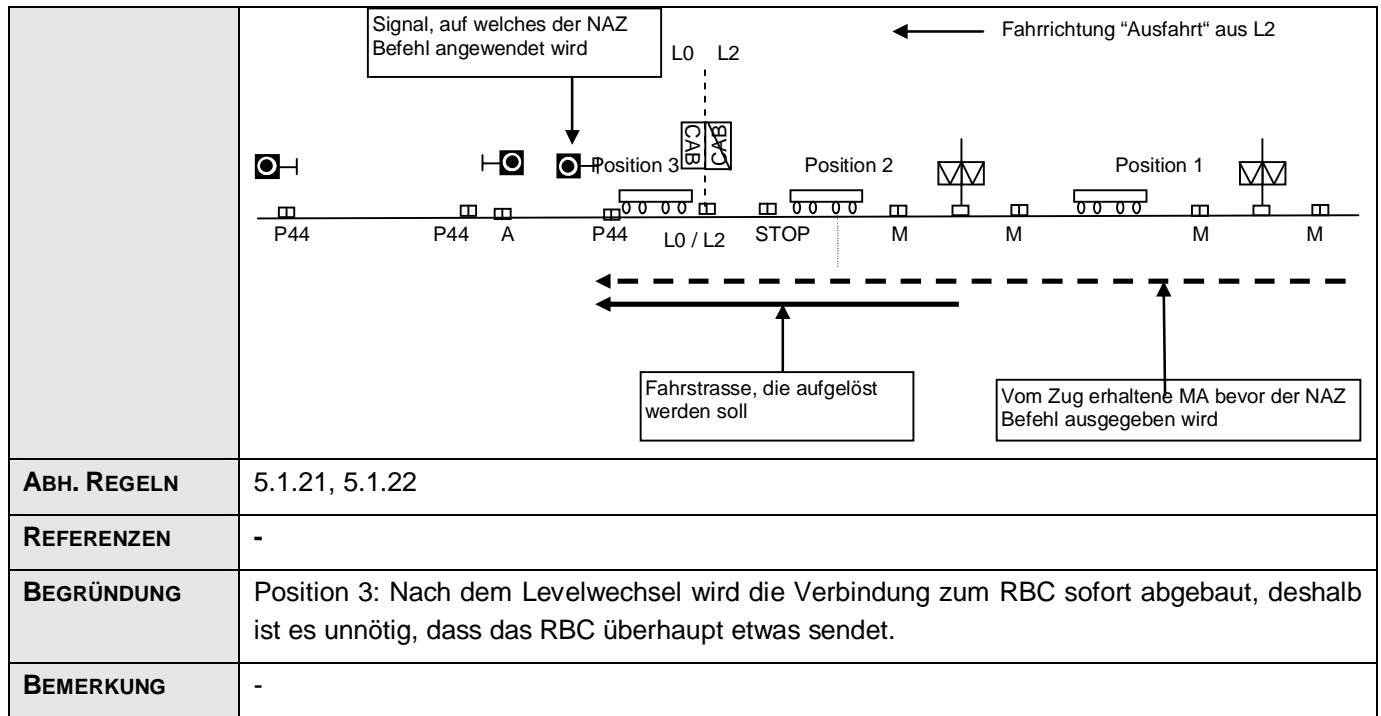 Signal, auf welches der NAZ
Befehl angewendet wird
Fahrrichtung “Ausfahrt“ aus L2
L0 L2
CAB CAB
Position 3 Position 2 Position 1
P44 P44 A P44 L0 / L2 STOP M M M M
Fahrstrasse, die aufgelöst
werden soll
Vom Zug erhaltene MA bevor der NAZ
Befehl ausgegeben wird
ABH. REGELN 5.1.21, 5.1.22
REFERENZEN -
BEGRÜNDUNG Position 3: Nach dem Levelwechsel wird die Verbindung zum RBC sofort abgebaut, deshalb
ist es unnötig, dass das RBC überhaupt etwas sendet.
BEMERKUNG -